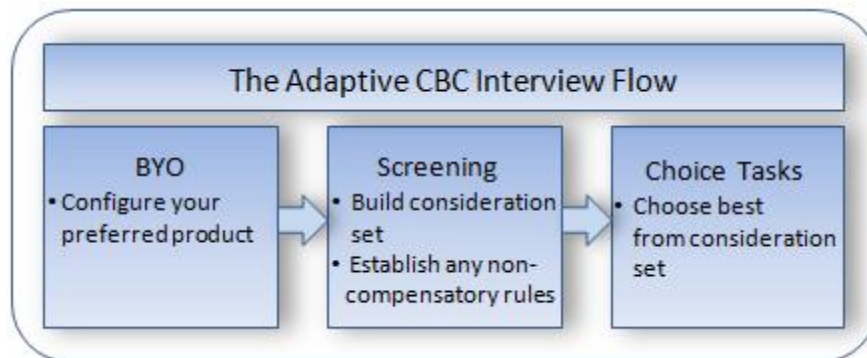 The Adaptive CBC Interview Flow
BYO
• Configure your
preferred product
Screening
• Build consideration
set
• Establish any non-
compensatory rules
Choice Tasks
• Choose best
from consideration
set